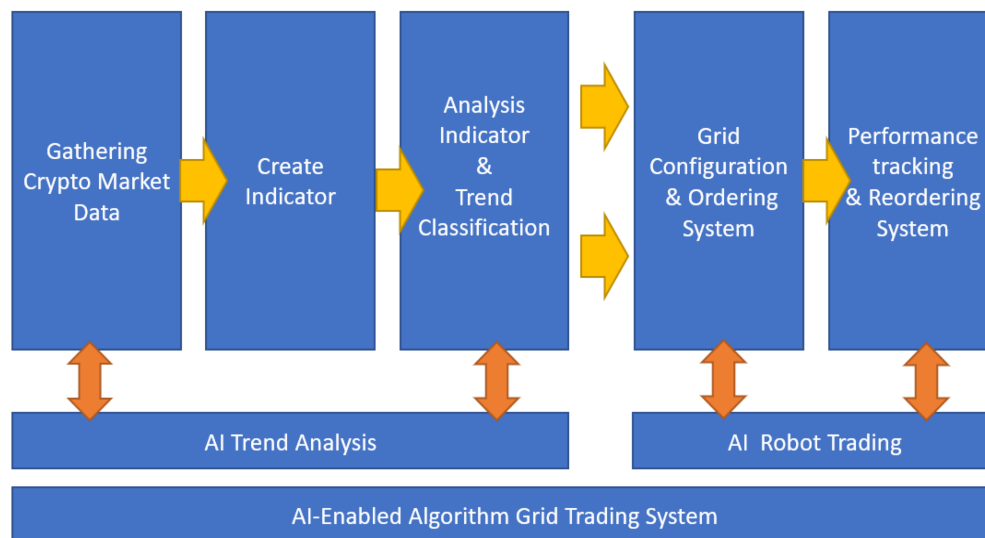 Gathering
Crypto Market
Data
Create
Indicator
Analysis
Indicator
&
Trend
Classification
Grid
Configuration
& Ordering
System
Performance
tracking
& Reordering
System
AI Trend Analysis
AI  Robot Trading
AI-Enabled Algorithm Grid Trading System